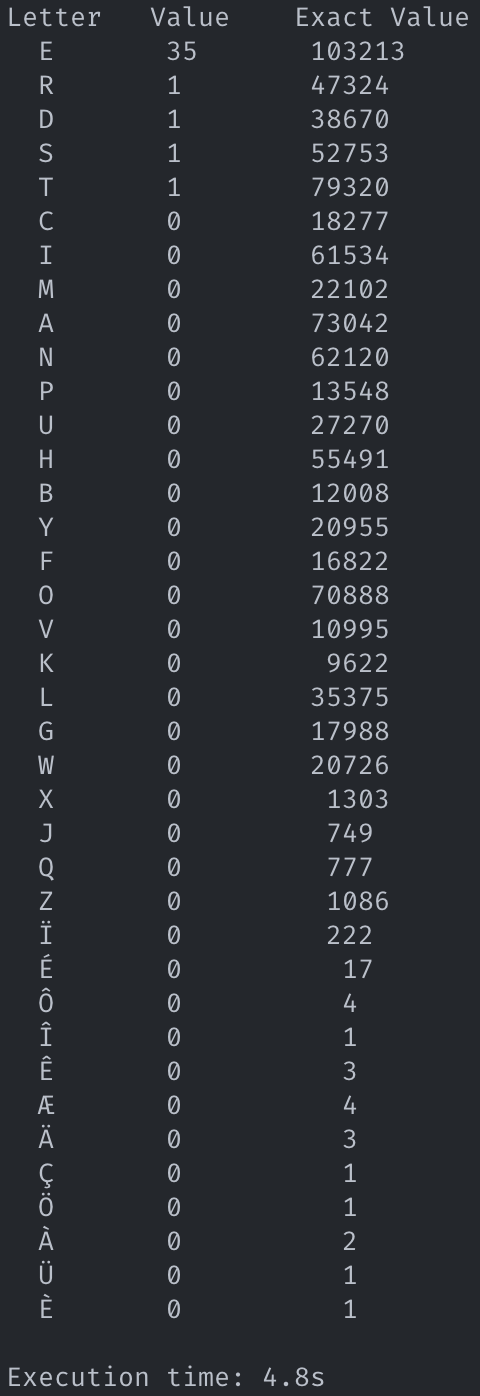 Letter Value Exact Value
E 35 103213
R 1 47324
D 1 38670
S 1 52753
T 1 79320
C 0 18277
I 0 61534
M 0 22102
A 0 73042
N 0 62120
P 0 13548
U 0 27270
H 0 55491
B 0 12008
Y 0 20955
F 0 16822
O 0 70888
V 0 10995
K 0 9622
L 0 35375
G 0 17988
W 0 20726
X 0 1303
J 0 749
Q 0 777
Z 0 1086
Ï 0 222
É 0 17
Ô 0 4
Î 0 1
Ê 0 3
Æ 0 4
Ä 0 3
Ç 0 1
Ö 0 1
À 0 2
Ü 0 1
È 0 1
Execution time: 4.8s